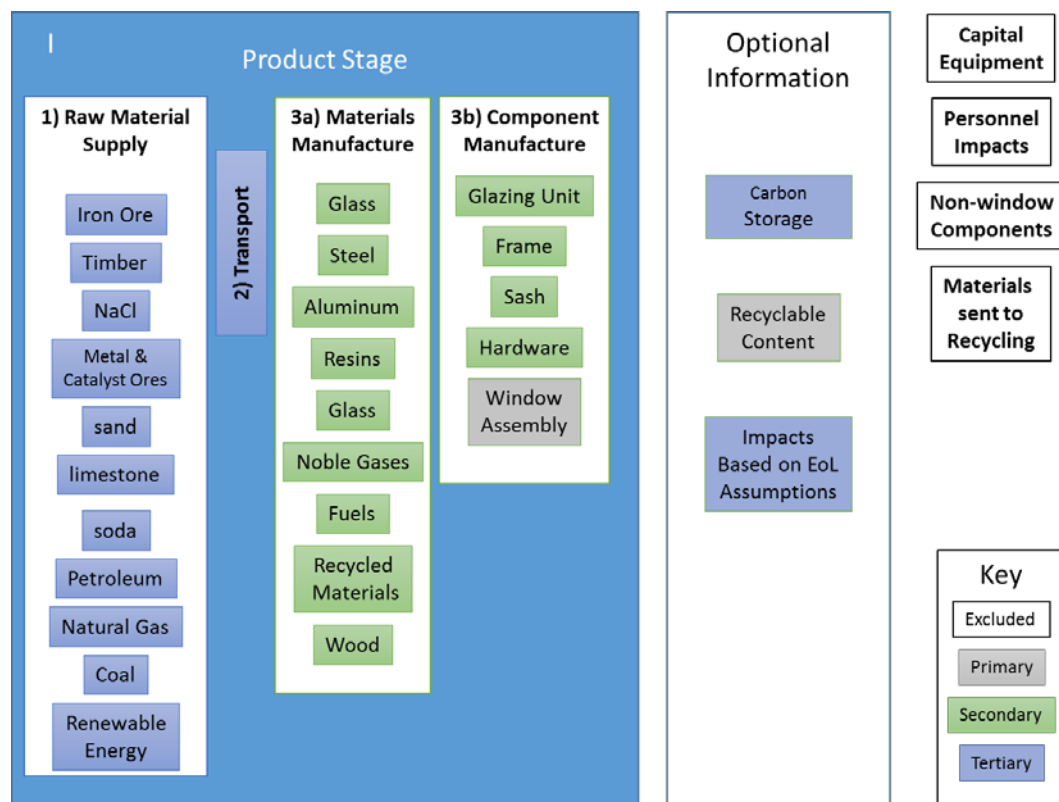 I
Product Stage
1) Raw Material
Supply
Iron Ore
Timber
NaCl
Metal &
Catalyst Ores
sand
limestone
soda
Petroleum
Natural Gas
Coal
Renewable
Energy
2) Transport
3a) Materials
Manufacture
Glass
Steel
Aluminum
Resins
Glass
Noble Gases
Fuels
Recycled
Materials
Wood
3b) Component
Manufacture
Glazing Unit
Frame
Sash
Hardware
Window
Assembly
Optional
Information
Carbon
Storage
Recyclable
Content
Impacts
Based on EoL
Assumptions
Capital
Equipment
Personnel
Impacts
Non-window
Components
Materials
sent to
Recycling
Key
Excluded
Primary
Secondary
Tertiary